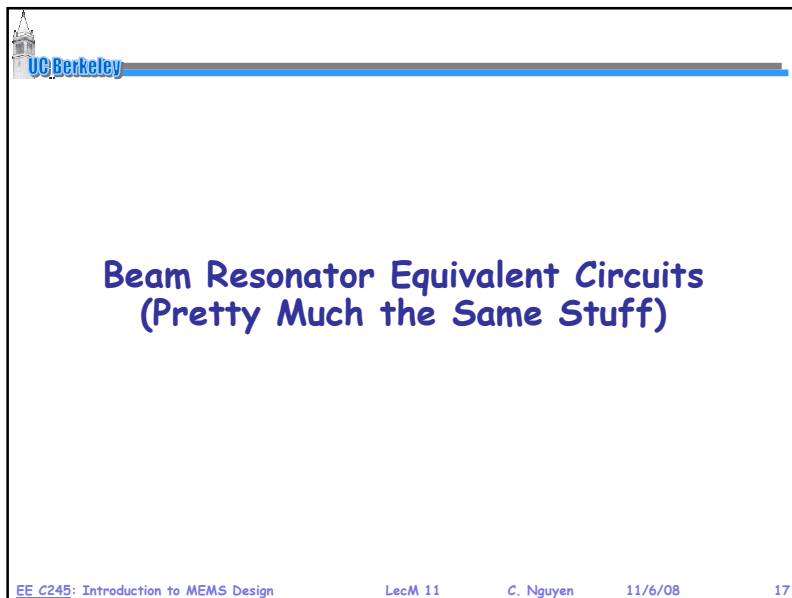 UC Berkeley
Beam Resonator Equivalent Circuits
(Pretty Much the Same Stuff)
EE C245: Introduction to MEMS Design LecM 11 C. Nguyen 11/6/08 17